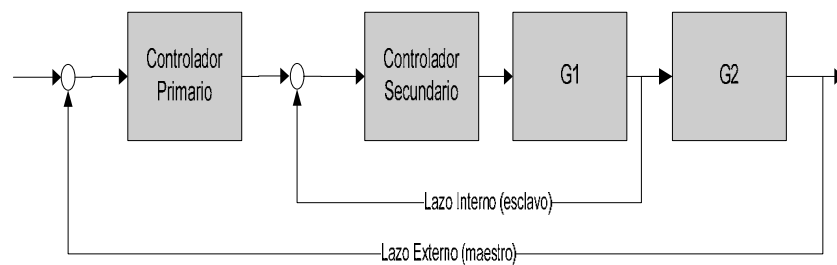 Controlador
Primario
Controlador
Secundario
G1
G2
Lazo Interno (esclavo)
Lazo Externo (maestro)